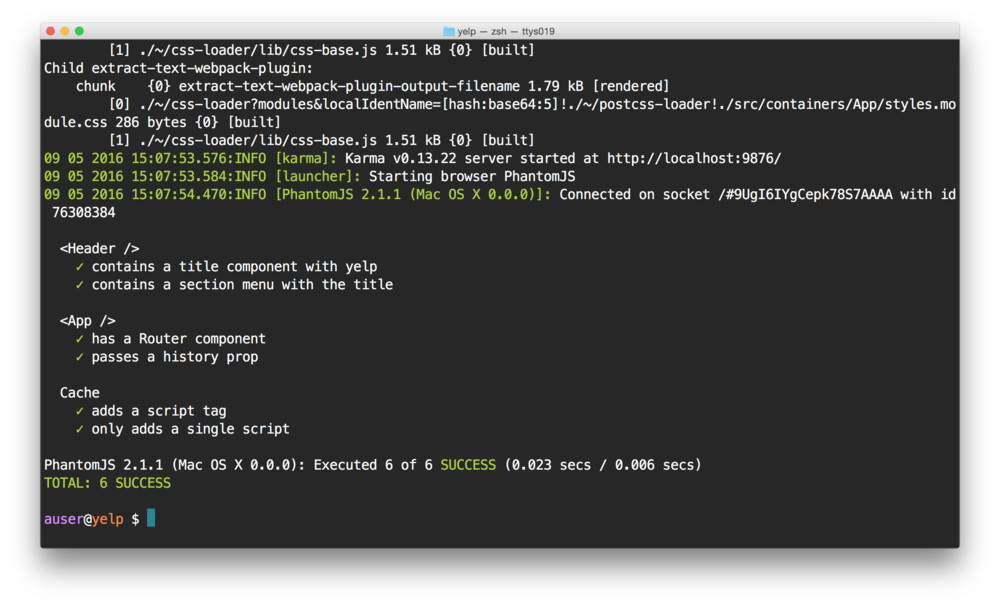 yelp — zsh — ttys019
[1] ./~/css-loader/lib/css-base.js 1.51 kB {0} [built]
Child extract-text-webpack-plugin:
chunk    {0} extract-text-webpack-plugin-output-filename 1.79 kB [rendered]
[0] ./~/css-loader?modules&localIdentName=[hash:base64:5]!./~/postcss-loader!./src/containers/App/styles.mo
dule.css 286 bytes {0} [built]
[1] ./~/css-loader/lib/css-base.js 1.51 kB {0} [built]
09 05 2016 15:07:53.576:INFO [karma]: Karma v0.13.22 server started at http://localhost:9876/
09 05 2016 15:07:53.584:INFO [launcher]: Starting browser PhantomJS
09 05 2016 15:07:54.470:INFO [PhantomJS 2.1.1 (Mac OS X 0.0.0)]: Connected on socket /#9UgI6IYgCepk78S7AAAA with id
76308384
<Header />
✓ contains a title component with yelp
✓ contains a section menu with the title
<App />
✓ has a Router component
✓ passes a history prop
Cache
✓ adds a script tag
✓ only adds a single script
PhantomJS 2.1.1 (Mac OS X 0.0.0): Executed 6 of 6 SUCCESS (0.023 secs / 0.006 secs)
TOTAL: 6 SUCCESS
auser@yelp $